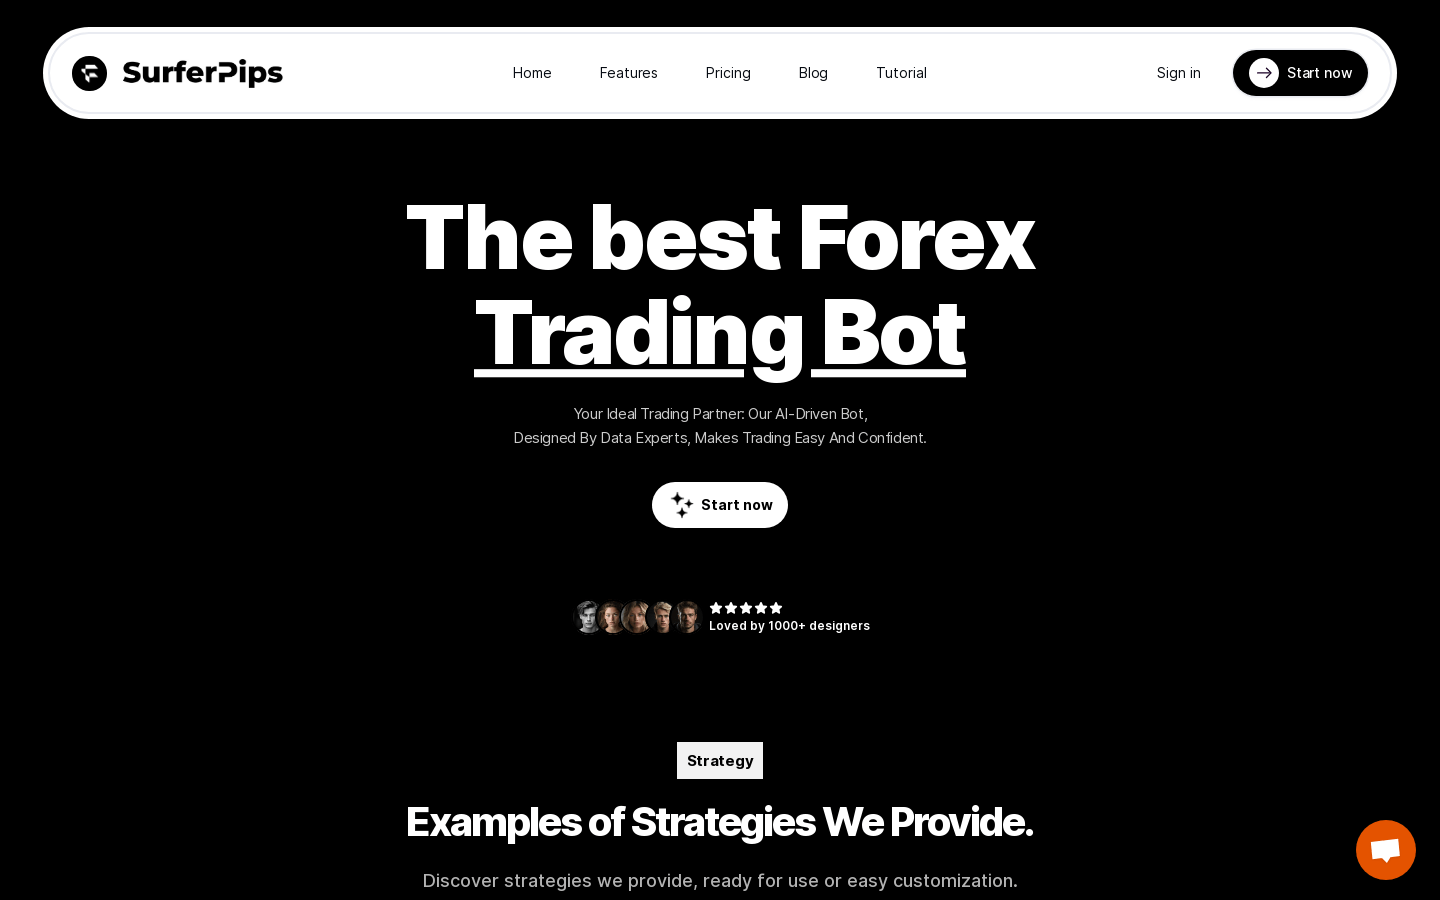 SurferPips
Home
Features
Pricing
Blog
Tutorial
Sign in
Start now
The best Forex
Trading Bot
Your Ideal Trading Partner: Our AI-Driven Bot,
Designed By Data Experts, Makes Trading Easy And Confident.
Start now
Loved by 1000+ designers
Strategy
Examples of Strategies We Provide.
Discover strategies we provide, ready for use or easy customization.